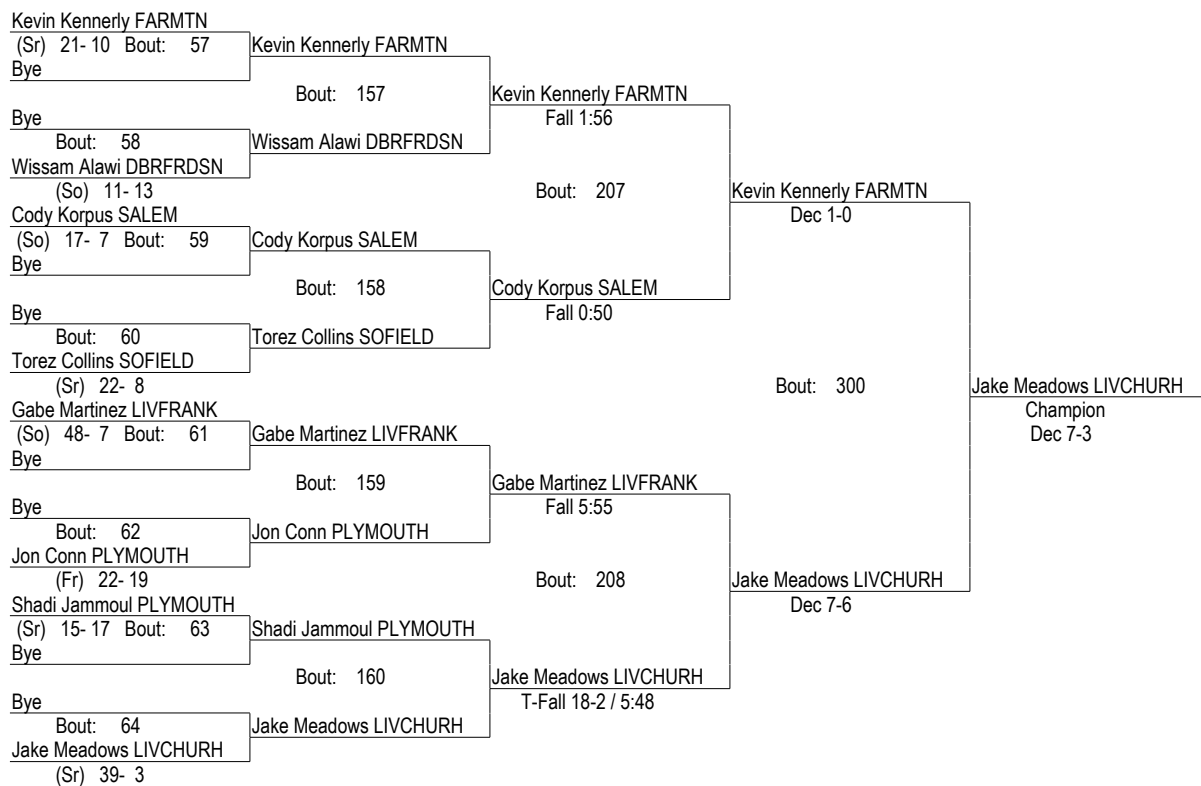 Kevin Kennerly FARMTN
(Sr) 21- 10 Bout: 57
Bye
Bye
Bout: 58
Wissam Alawi DBRFRDSN
(So) 11- 13
Cody Korpus SALEM
(So) 17- 7 Bout: 59
Bye
Bye
Bout: 60
Torez Collins SOFIELD
(Sr) 22- 8
Gabe Martinez LIVFRANK
(So) 48- 7 Bout: 61
Bye
Bye
Bout: 62
Jon Conn PLYMOUTH
(Fr) 22- 19
Shadi Jammoul PLYMOUTH
(Sr) 15- 17 Bout: 63
Bye
Bye
Bout: 64
Jake Meadows LIVCHURH
(Sr) 39- 3
Kevin Kennerly FARMTN
Bout: 157
Wissam Alawi DBRFRDSN
Cody Korpus SALEM
Bout: 158
Torez Collins SOFIELD
Gabe Martinez LIVFRANK
Bout: 159
Jon Conn PLYMOUTH
Shadi Jammoul PLYMOUTH
Bout: 160
Jake Meadows LIVCHURH
Kevin Kennerly FARMTN
Fall 1:56
Bout: 207
Cody Korpus SALEM
Fall 0:50
Gabe Martinez LIVFRANK
Fall 5:55
Bout: 208
Jake Meadows LIVCHURH
T-Fall 18-2 / 5:48
Kevin Kennerly FARMTN
Dec 1-0
Bout: 300
Jake Meadows LIVCHURH
Dec 7-6
Jake Meadows LIVCHURH
Champion
Dec 7-3